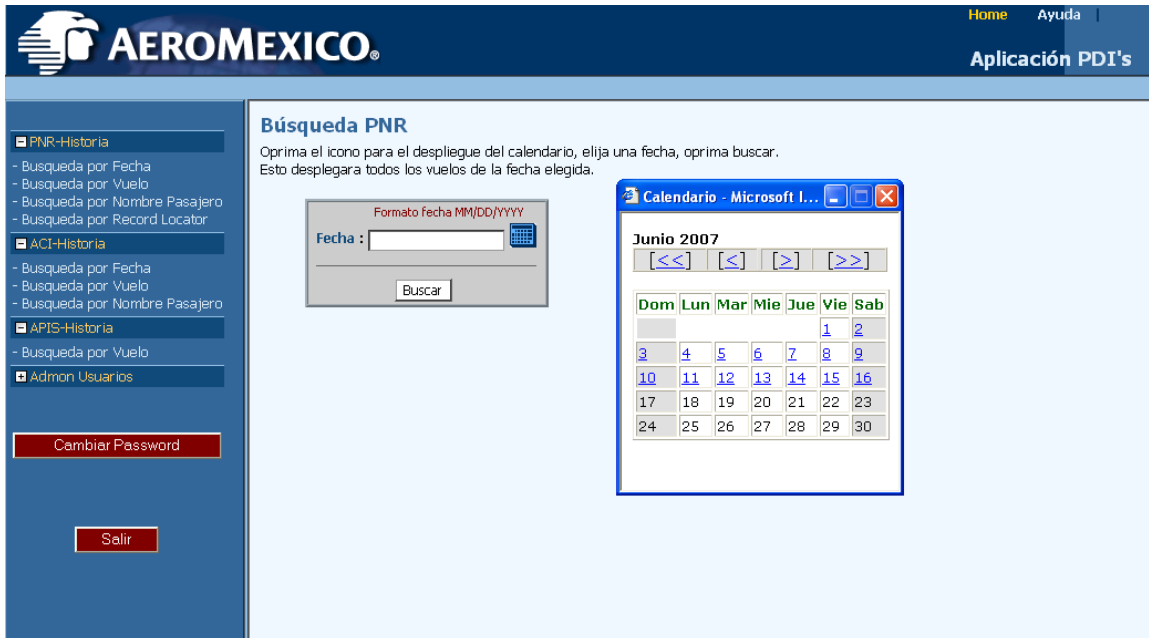 Home Ayuda |
AEROMEXICO®
Aplicación PDI's
PNR-Historia
- Busqueda por Fecha
- Busqueda por Vuelo
- Busqueda por Nombre Pasajero
- Busqueda por Record Locator
ACI-Historia
- Busqueda por Fecha
- Busqueda por Vuelo
- Busqueda por Nombre Pasajero
APIS-Historia
- Busqueda por Vuelo
Admon Usuarios
Cambiar Password
Salir
Búsqueda PNR
Oprima el icono para el despliegue del calendario, elija una fecha, oprima buscar.
Esto desplegara todos los vuelos de la fecha elegida.
Formato fecha MM/DD/YYYY
Fecha :
Buscar
Calendario - Microsoft I...
Junio 2007
[<<] [<] [>] [>>]
Dom Lun Mar Mie Jue Vie Sab
1 2
3 4 5 6 7 8 9
10 11 12 13 14 15 16
17 18 19 20 21 22 23
24 25 26 27 28 29 30